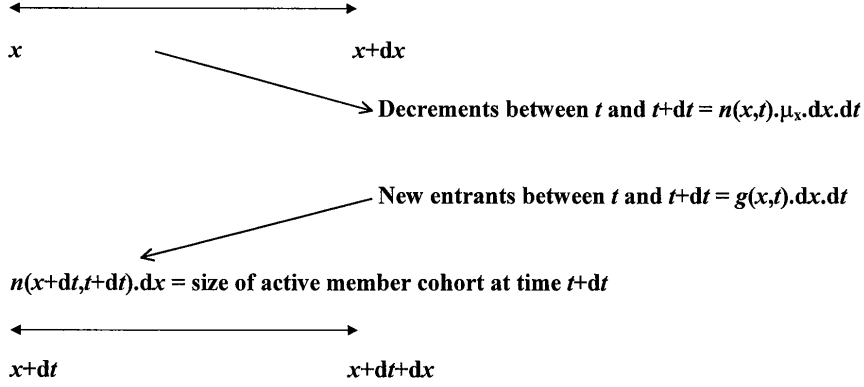 x x+dx
Decrements between t and t+dt = n(x,t).μx.dx.dt
New entrants between t and t+dt = g(x,t).dx.dt
n(x+dt,t+dt).dx = size of active member cohort at time t+dt
x+dt x+dt+dx